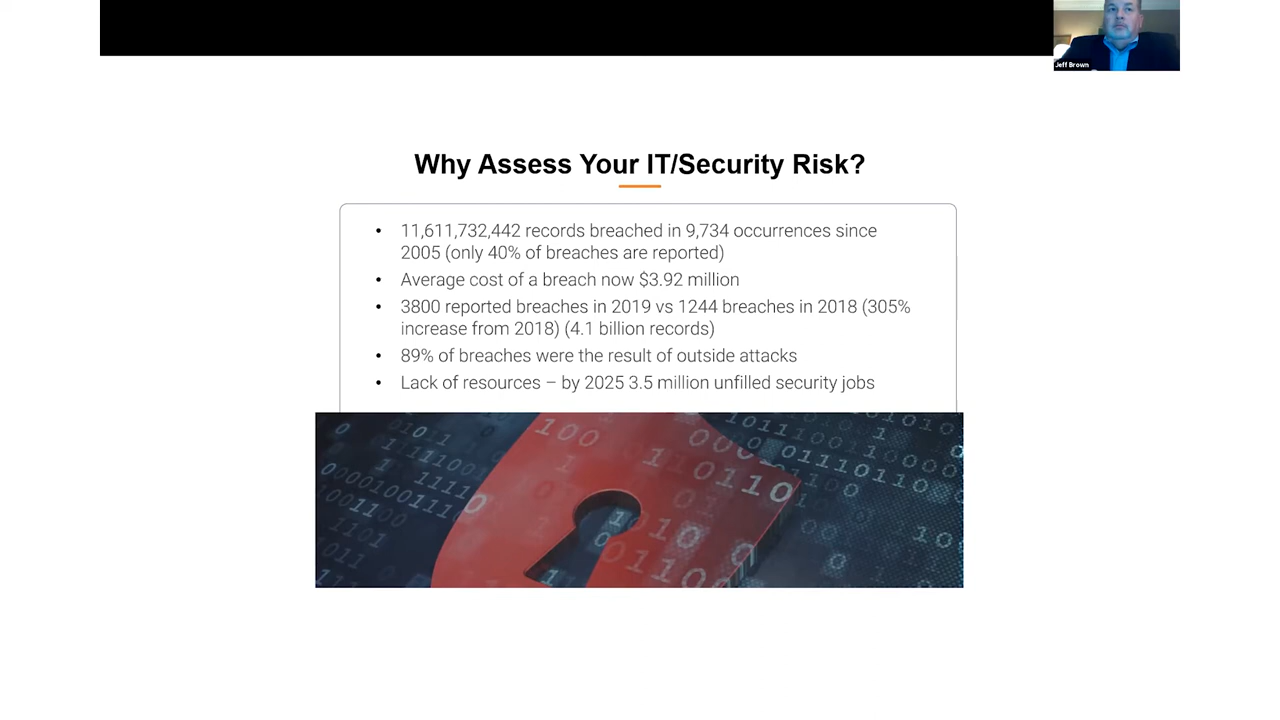 Jeff Brown
Why Assess Your IT/Security Risk?
• 11,611,732,442 records breached in 9,734 occurrences since
2005 (only 40% of breaches are reported)
• Average cost of a breach now $3.92 million
• 3800 reported breaches in 2019 vs 1244 breaches in 2018 (305%
increase from 2018) (4.1 billion records)
• 89% of breaches were the result of outside attacks
• Lack of resources – by 2025 3.5 million unfilled security jobs